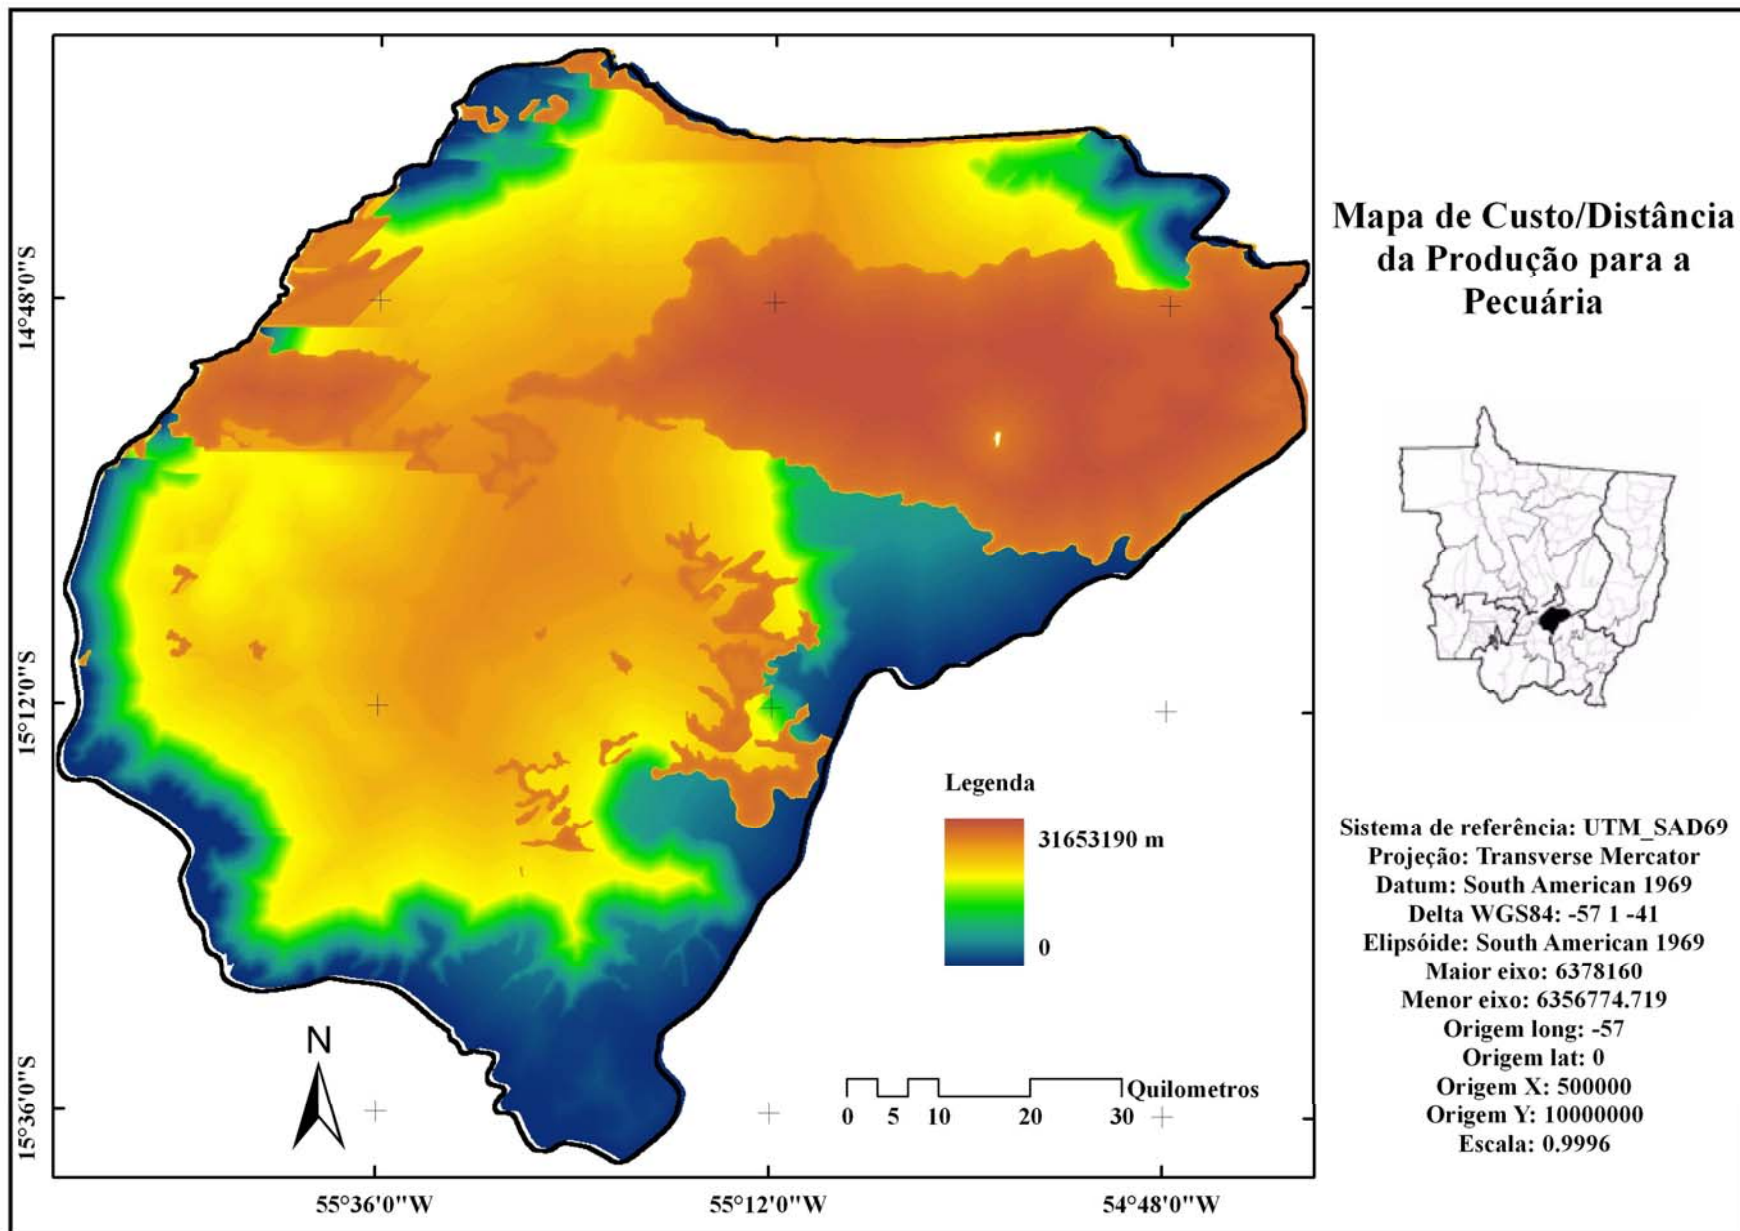 Mapa de Custo/Distância
da Produção para a
Pecuária
14°48'0"S
15°12'0"S
15°36'0"S
Legenda
31653190 m
0
N
Quilometros
0 5 10 20 30
55°36'0"W 55°12'0"W 54°48'0"W
Sistema de referência: UTM_SAD69
Projeção: Transverse Mercator
Datum: South American 1969
Delta WGS84: -57 1 -41
Elipsóide: South American 1969
Maior eixo: 6378160
Menor eixo: 6356774.719
Origem long: -57
Origem lat: 0
Origem X: 500000
Origem Y: 10000000
Escala: 0.9996